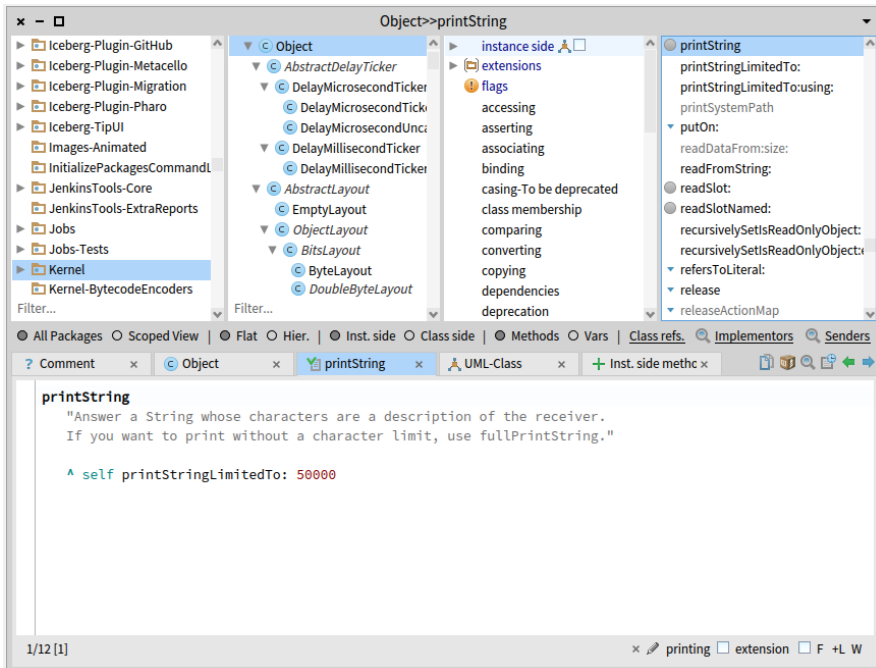 Object>>printString
Iceberg-Plugin-GitHub
Iceberg-Plugin-Metacello
Iceberg-Plugin-Migration
Iceberg-Plugin-Pharo
Iceberg-TipUI
Images-Animated
InitializePackagesCommandL
JenkinsTools-Core
JenkinsTools-ExtraReports
Jobs
Jobs-Tests
Kernel
Kernel-BytecodeEncoders
Filter...
Object
AbstractDelayTicker
DelayMicrosecondTicker
DelayMicrosecondTick
DelayMicrosecondUnca
DelayMillisecondTicker
DelayMillisecondTicker
AbstractLayout
EmptyLayout
ObjectLayout
BitsLayout
ByteLayout
DoubleByteLayout
Filter...
instance side
extensions
flags
accessing
asserting
associating
binding
casing-To be deprecated
class membership
comparing
converting
copying
dependencies
deprecation
printString
printStringLimitedTo:
printStringLimitedTo:using:
printSystemPath
putOn:
readDataFrom:size:
readFromString:
readSlot:
readSlotNamed:
recursivelySetIsReadOnlyObject:
recursivelySetIsReadOnlyObject:
refersToLiteral:
release
releaseActionMap
All Packages Scoped View | Flat Hier. | Inst. side Class side | Methods Vars | Class refs. Implementors Senders
? Comment × Object × printString × UML-Class × Inst. side methc ×
printString
"Answer a String whose characters are a description of the receiver.
If you want to print without a character limit, use fullPrintString."
^ self printStringLimitedTo: 50000
1/12 [1] × printing extension F +L W